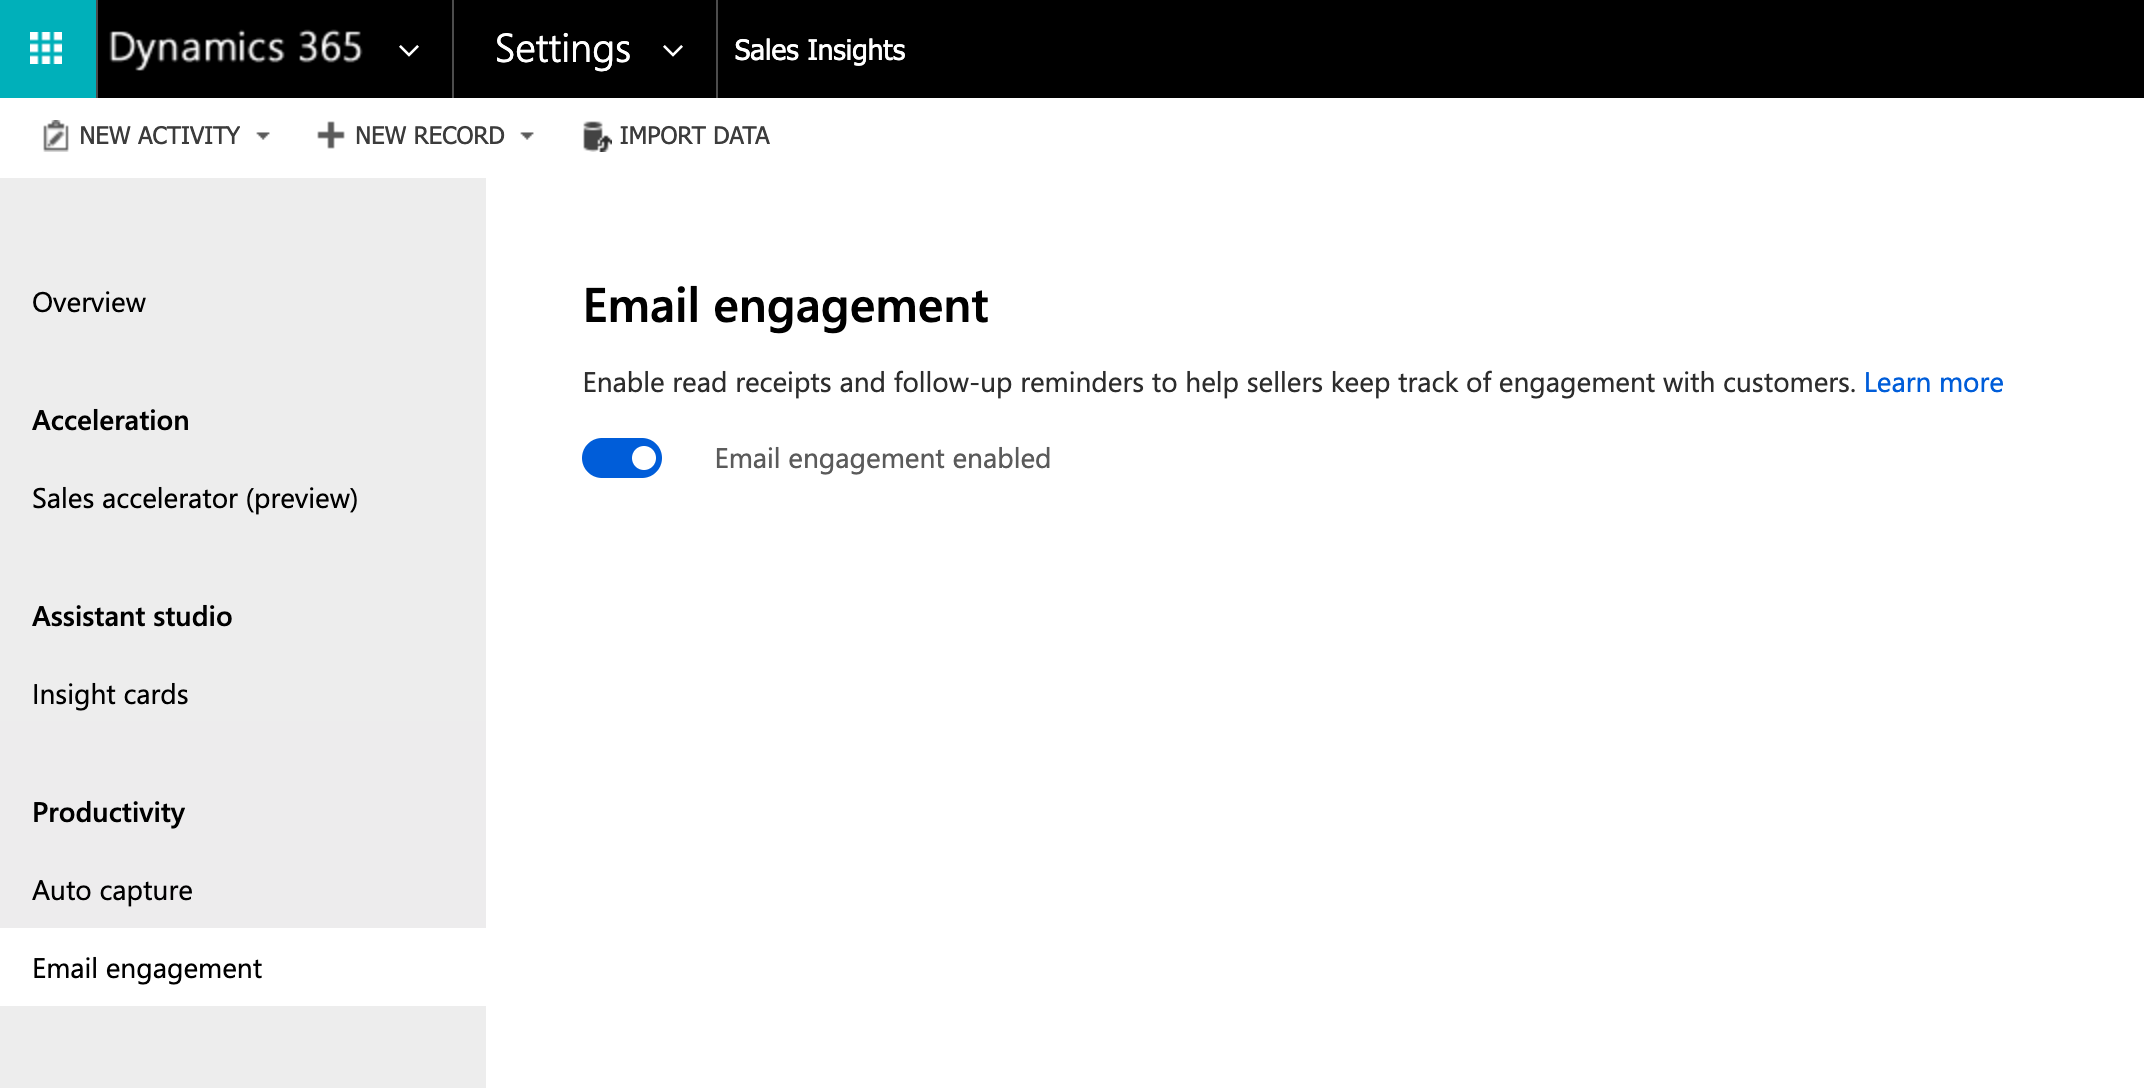 Dynamics 365 Settings Sales Insights
NEW ACTIVITY NEW RECORD IMPORT DATA
Overview
Acceleration
Sales accelerator (preview)
Assistant studio
Insight cards
Productivity
Auto capture
Email engagement
Email engagement
Enable read receipts and follow-up reminders to help sellers keep track of engagement with customers. Learn more
Email engagement enabled